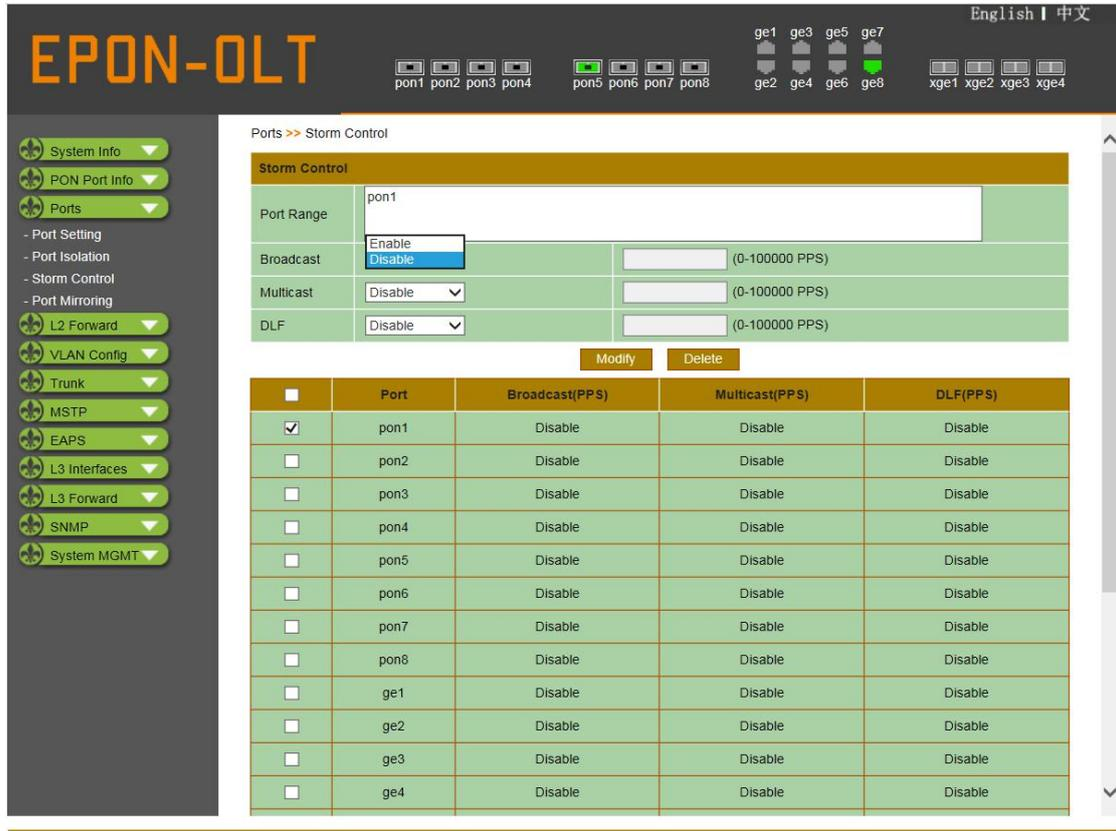 English | 中文
EPON-OLT
ge1 ge3 ge5 ge7
pon1 pon2 pon3 pon4 pon5 pon6 pon7 pon8 ge2 ge4 ge6 ge8 xge1 xge2 xge3 xge4
System Info
PON Port Info
Ports
- Port Setting
- Port Isolation
- Storm Control
- Port Mirroring
L2 Forward
VLAN Config
Trunk
MSTP
EAPS
L3 Interfaces
L3 Forward
SNMP
System MGMT
Ports >> Storm Control
Storm Control
Port Range pon1
Enable
Broadcast Disable (0-100000 PPS)
Multicast Disable (0-100000 PPS)
DLF Disable (0-100000 PPS)
Modify Delete
Port Broadcast(PPS) Multicast(PPS) DLF(PPS)
pon1 Disable Disable Disable
pon2 Disable Disable Disable
pon3 Disable Disable Disable
pon4 Disable Disable Disable
pon5 Disable Disable Disable
pon6 Disable Disable Disable
pon7 Disable Disable Disable
pon8 Disable Disable Disable
ge1 Disable Disable Disable
ge2 Disable Disable Disable
ge3 Disable Disable Disable
ge4 Disable Disable Disable